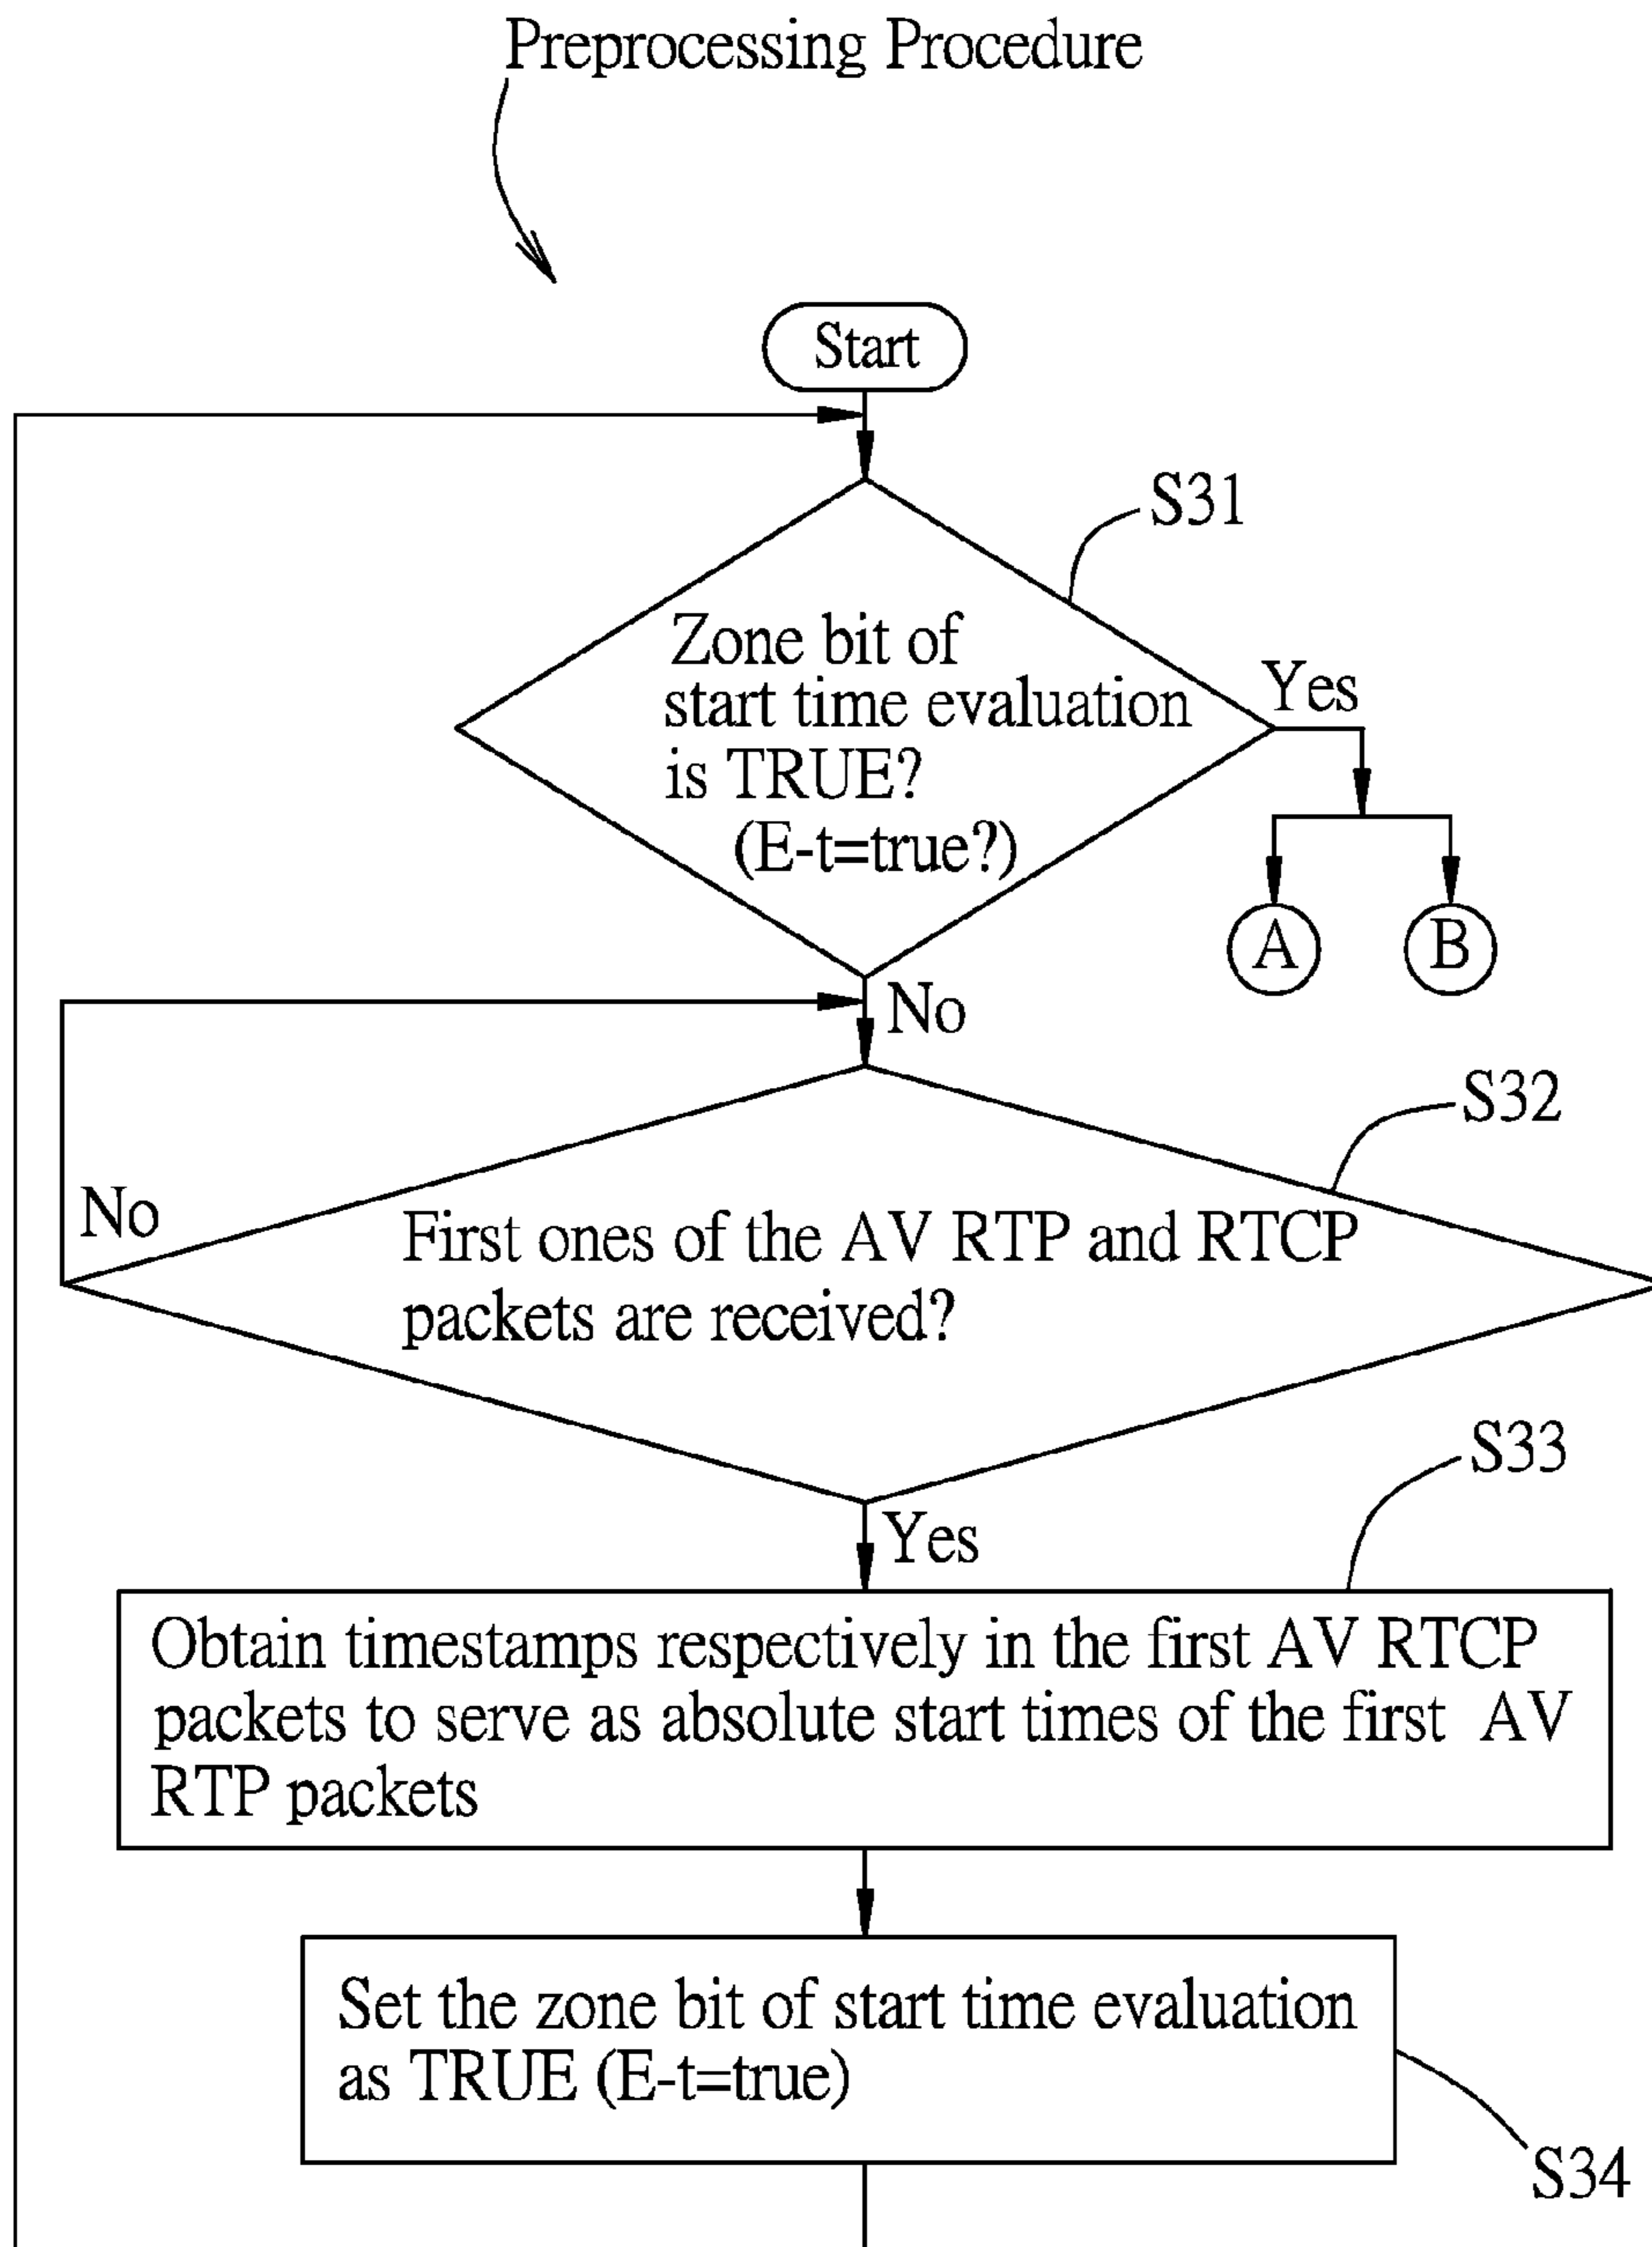 Preprocessing Procedure
Start
S31
Zone bit of
start time evaluation
is TRUE?
(E-t=true?)
Yes
A
B
No
S32
No
First ones of the AV RTP and RTCP
packets are received?
S33
Yes
Obtain timestamps respectively in the first AV RTCP
packets to serve as absolute start times of the first AV
RTP packets
Set the zone bit of start time evaluation
as TRUE (E-t=true)
S34